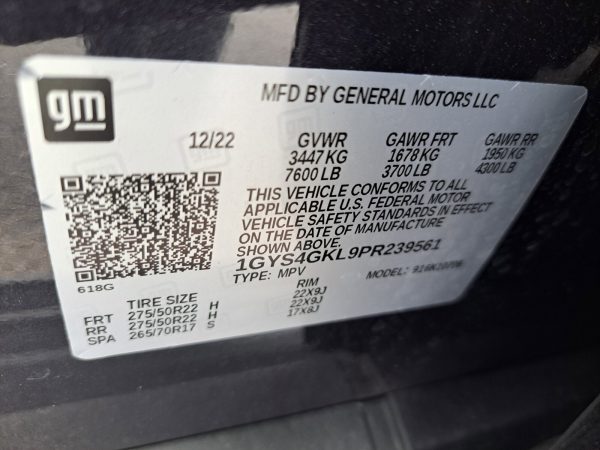 gm
MFD BY GENERAL MOTORS LLC
12/22 GVWR GAWR FRT GAWR RR
3447 KG 1678 KG 1950 KG
7600 LB 3700 LB 4300 LB
THIS VEHICLE CONFORMS TO ALL
APPLICABLE U.S. FEDERAL MOTOR
VEHICLE SAFETY STANDARDS IN EFFECT
ON THE DATE OF MANUFACTURE
SHOWN ABOVE.
1GYS4GKL9PR239561
618G
TYPE: MPV MODEL:
TIRE SIZE RIM
FRT 275/50R22 H 22X9J
RR 275/50R22 H 22X9J
SPA 265/70R17 S 17X8J